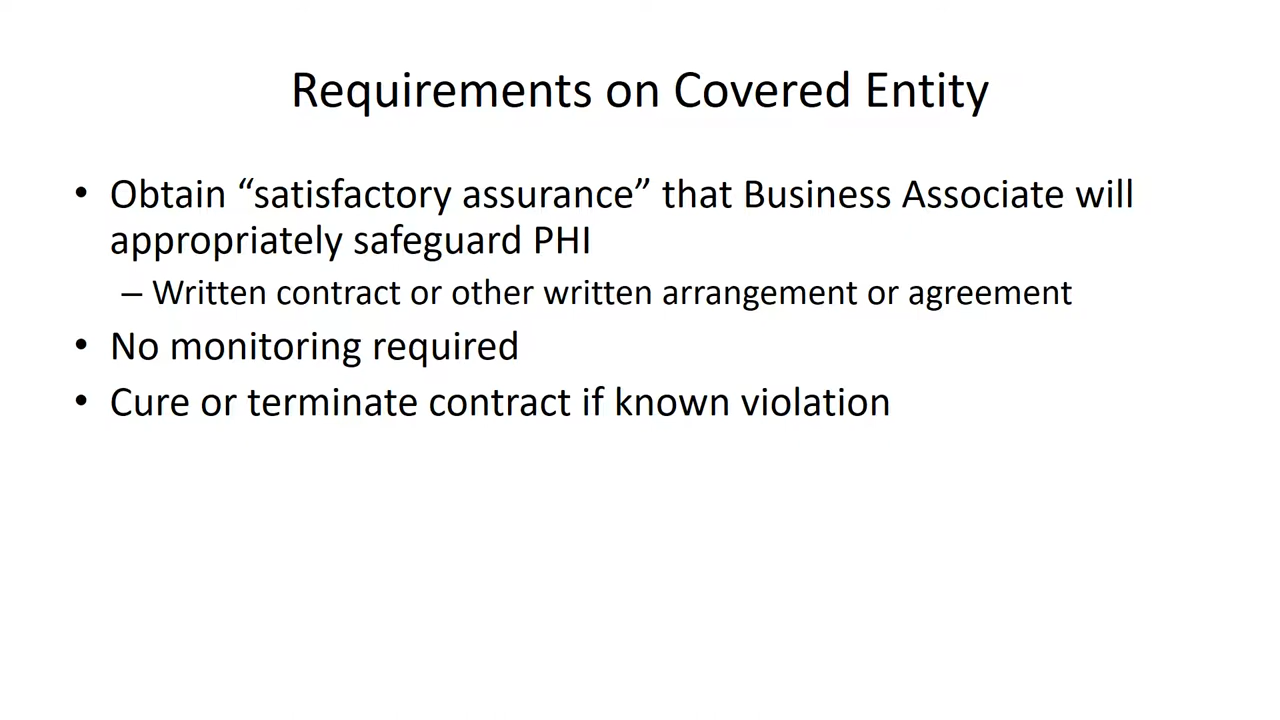 Requirements on Covered Entity
• Obtain “satisfactory assurance” that Business Associate will
appropriately safeguard PHI
– Written contract or other written arrangement or agreement
• No monitoring required
• Cure or terminate contract if known violation